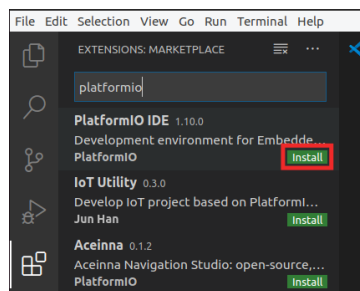 File Edit Selection View Go Run Terminal Help
EXTENSIONS: MARKETPLACE
platformio
PlatformIO IDE 1.10.0
Development environment for Embedde...
PlatformIO Install
IoT Utility 0.3.0
Develop IoT project based on PlatformI...
Jun Han Install
Aceinna 0.1.2
Aceinna Navigation Studio: open-source,...
PlatformIO Install